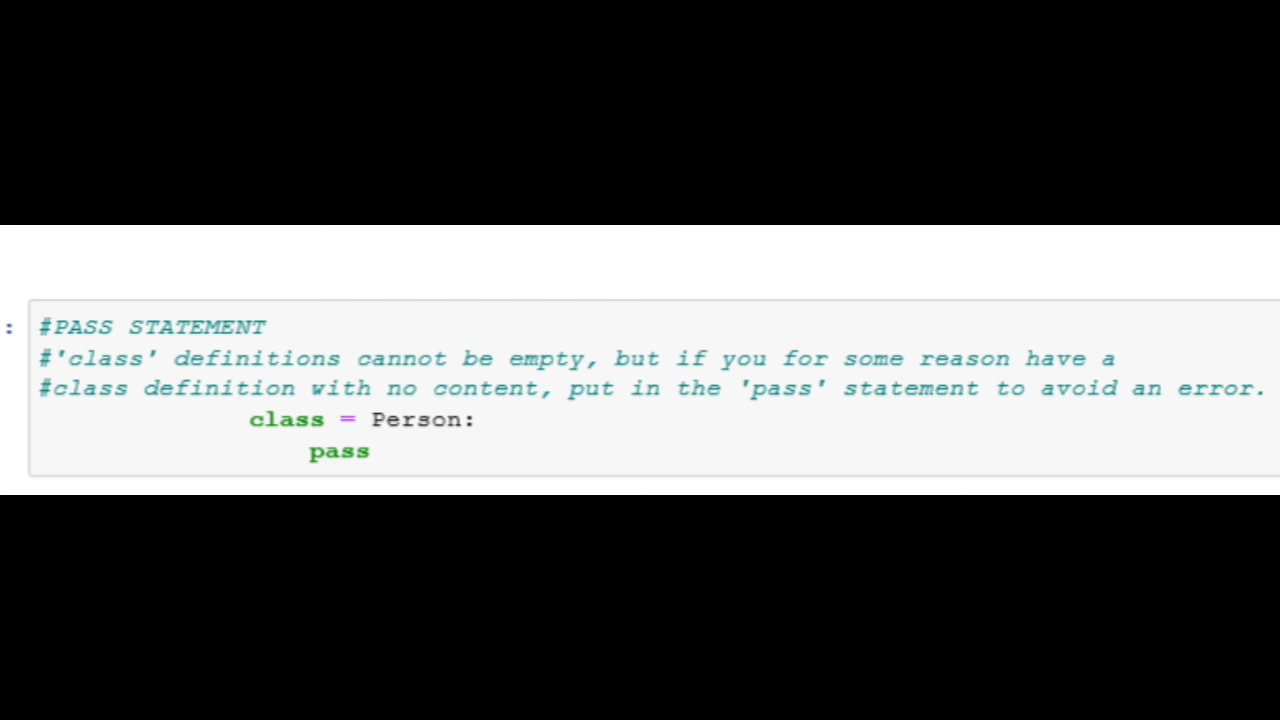 :
#PASS STATEMENT
#'class' definitions cannot be empty, but if you for some reason have a
#class definition with no content, put in the 'pass' statement to avoid an error.
class = Person:
pass